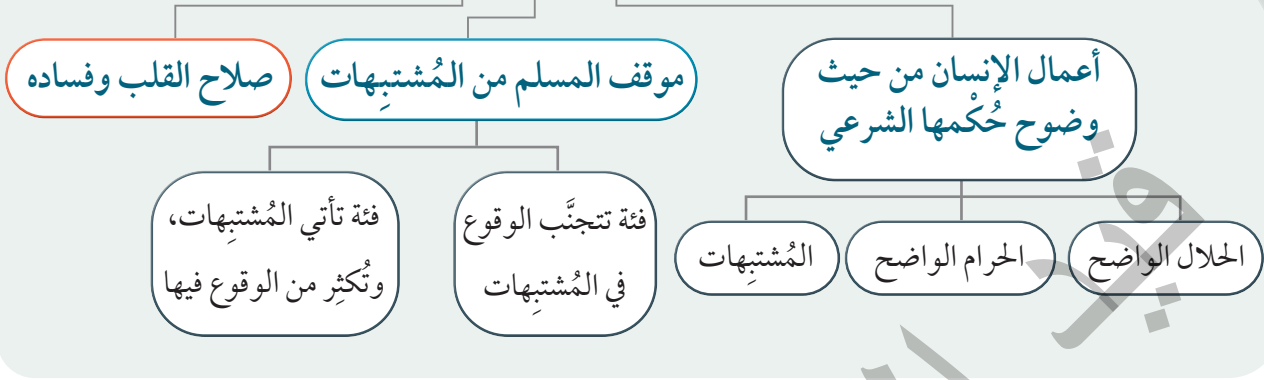 أعمال الإنسان من حيث
وضوح حُكْمها الشرعي
موقف المسلم من المُشتبِهات
صلاح القلب وفساده
الحلال الواضح
الحرام الواضح
المُشتبِهات
فئة تتجنَّب الوقوع
في المُشتبِهات
فئة تأتي المُشتبِهات،
وتُكثِر من الوقوع فيها